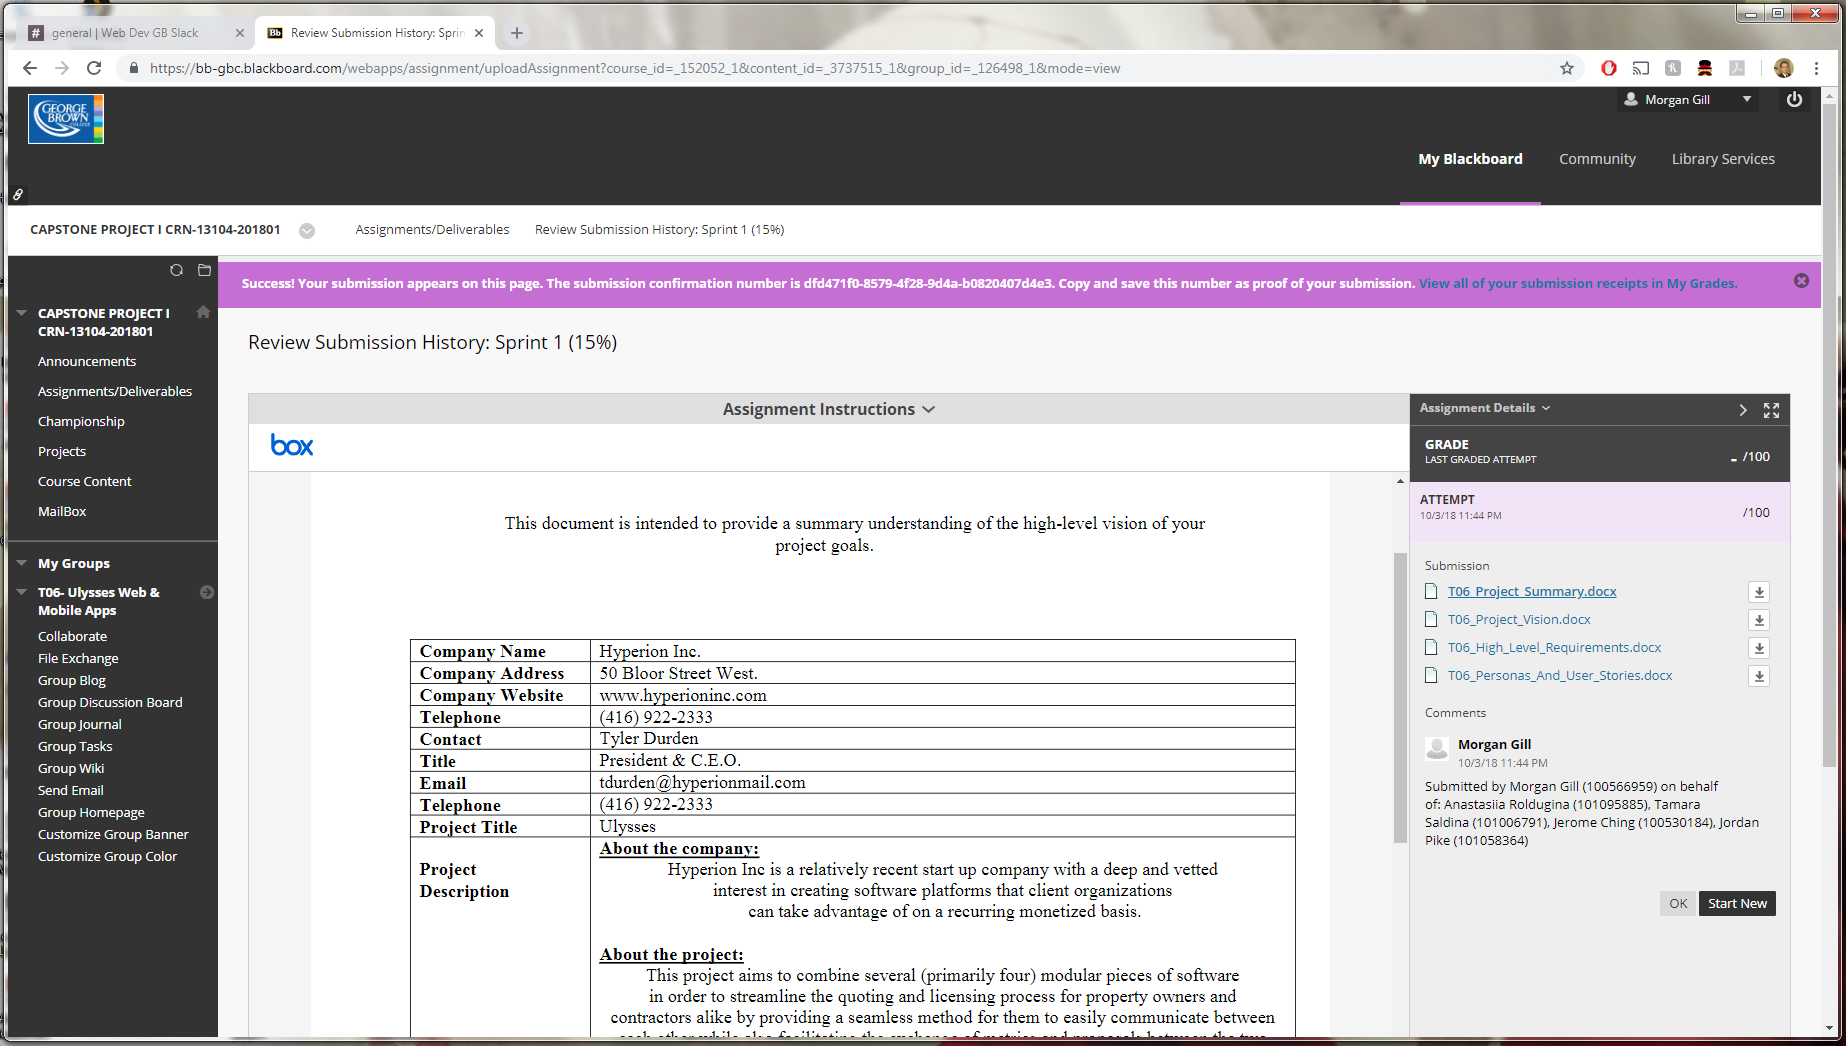 general | Web Dev GB Slack
Review Submission History: Sprin
https://bb-gbc.blackboard.com/webapps/assignment/uploadAssignment?course_id=_152052_1&content_id=_3737515_1&group_id=_126498_1&mode=view
GEORGE
BROWN
COLLEGE
Morgan Gill
My Blackboard
Community
Library Services
CAPSTONE PROJECT I CRN-13104-201801
Assignments/Deliverables
Review Submission History: Sprint 1 (15%)
Success! Your submission appears on this page. The submission confirmation number is dfd471f0-8579-4f28-9d4a-b0820407d4e3. Copy and save this number as proof of your submission. View all of your submission receipts in My Grades.
CAPSTONE PROJECT I
CRN-13104-201801
Announcements
Assignments/Deliverables
Championship
Projects
Course Content
MailBox
My Groups
T06- Ulysses Web &
Mobile Apps
Collaborate
File Exchange
Group Blog
Group Discussion Board
Group Journal
Group Tasks
Group Wiki
Send Email
Group Homepage
Customize Group Banner
Customize Group Color
Review Submission History: Sprint 1 (15%)
Assignment Instructions
box
This document is intended to provide a summary understanding of the high-level vision of your
project goals.
Company Name Hyperion Inc.
Company Address 50 Bloor Street West.
Company Website www.hyperioninc.com
Telephone (416) 922-2333
Contact Tyler Durden
Title President & C.E.O.
Email tdurden@hyperionmail.com
Telephone (416) 922-2333
Project Title Ulysses
Project
Description
About the company:
Hyperion Inc is a relatively recent start up company with a deep and vetted
interest in creating software platforms that client organizations
can take advantage of on a recurring monetized basis.
About the project:
This project aims to combine several (primarily four) modular pieces of software
in order to streamline the quoting and licensing process for property owners and
contractors alike by providing a seamless method for them to easily communicate between
Assignment Details
GRADE
LAST GRADED ATTEMPT
- /100
ATTEMPT
10/3/18 11:44 PM
/100
Submission
T06_Project_Summary.docx
T06_Project_Vision.docx
T06_High_Level_Requirements.docx
T06_Personas_And_User_Stories.docx
Comments
Morgan Gill
10/3/18 11:44 PM
Submitted by Morgan Gill (100566959) on behalf
of: Anastasiia Roldugina (101095885), Tamara
Saldina (101006791), Jerome Ching (100530184), Jordan
Pike (101058364)
OK
Start New